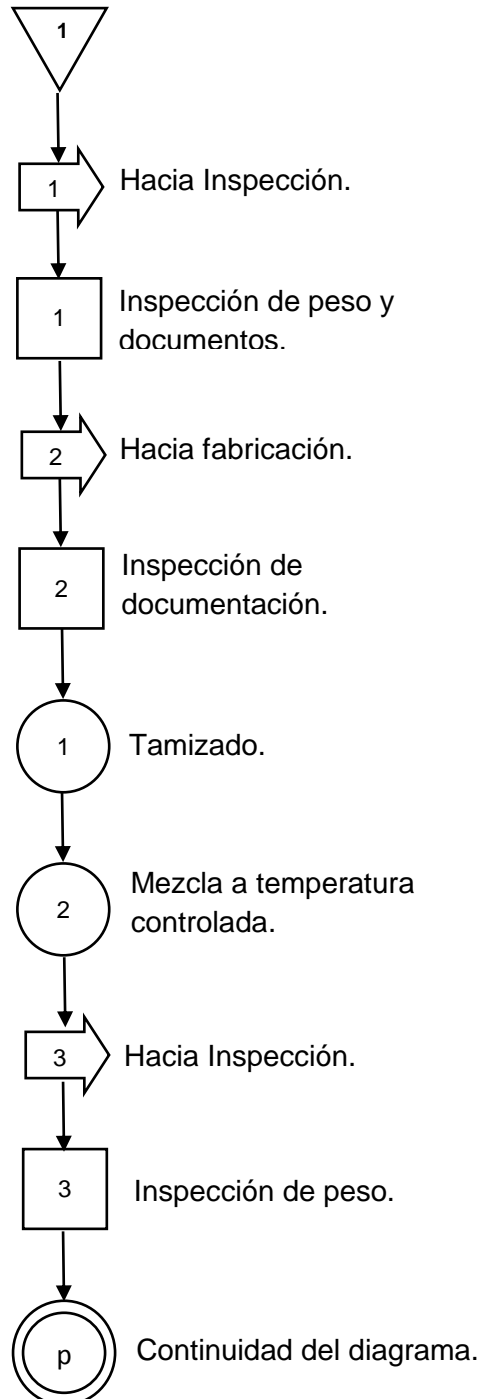 1
1
Hacia Inspección.
1
Inspección de peso y
documentos.
2
Hacia fabricación.
2
Inspección de
documentación.
1
Tamizado.
2
Mezcla a temperatura
controlada.
3
Hacia Inspección.
3
Inspección de peso.
p
Continuidad del diagrama.